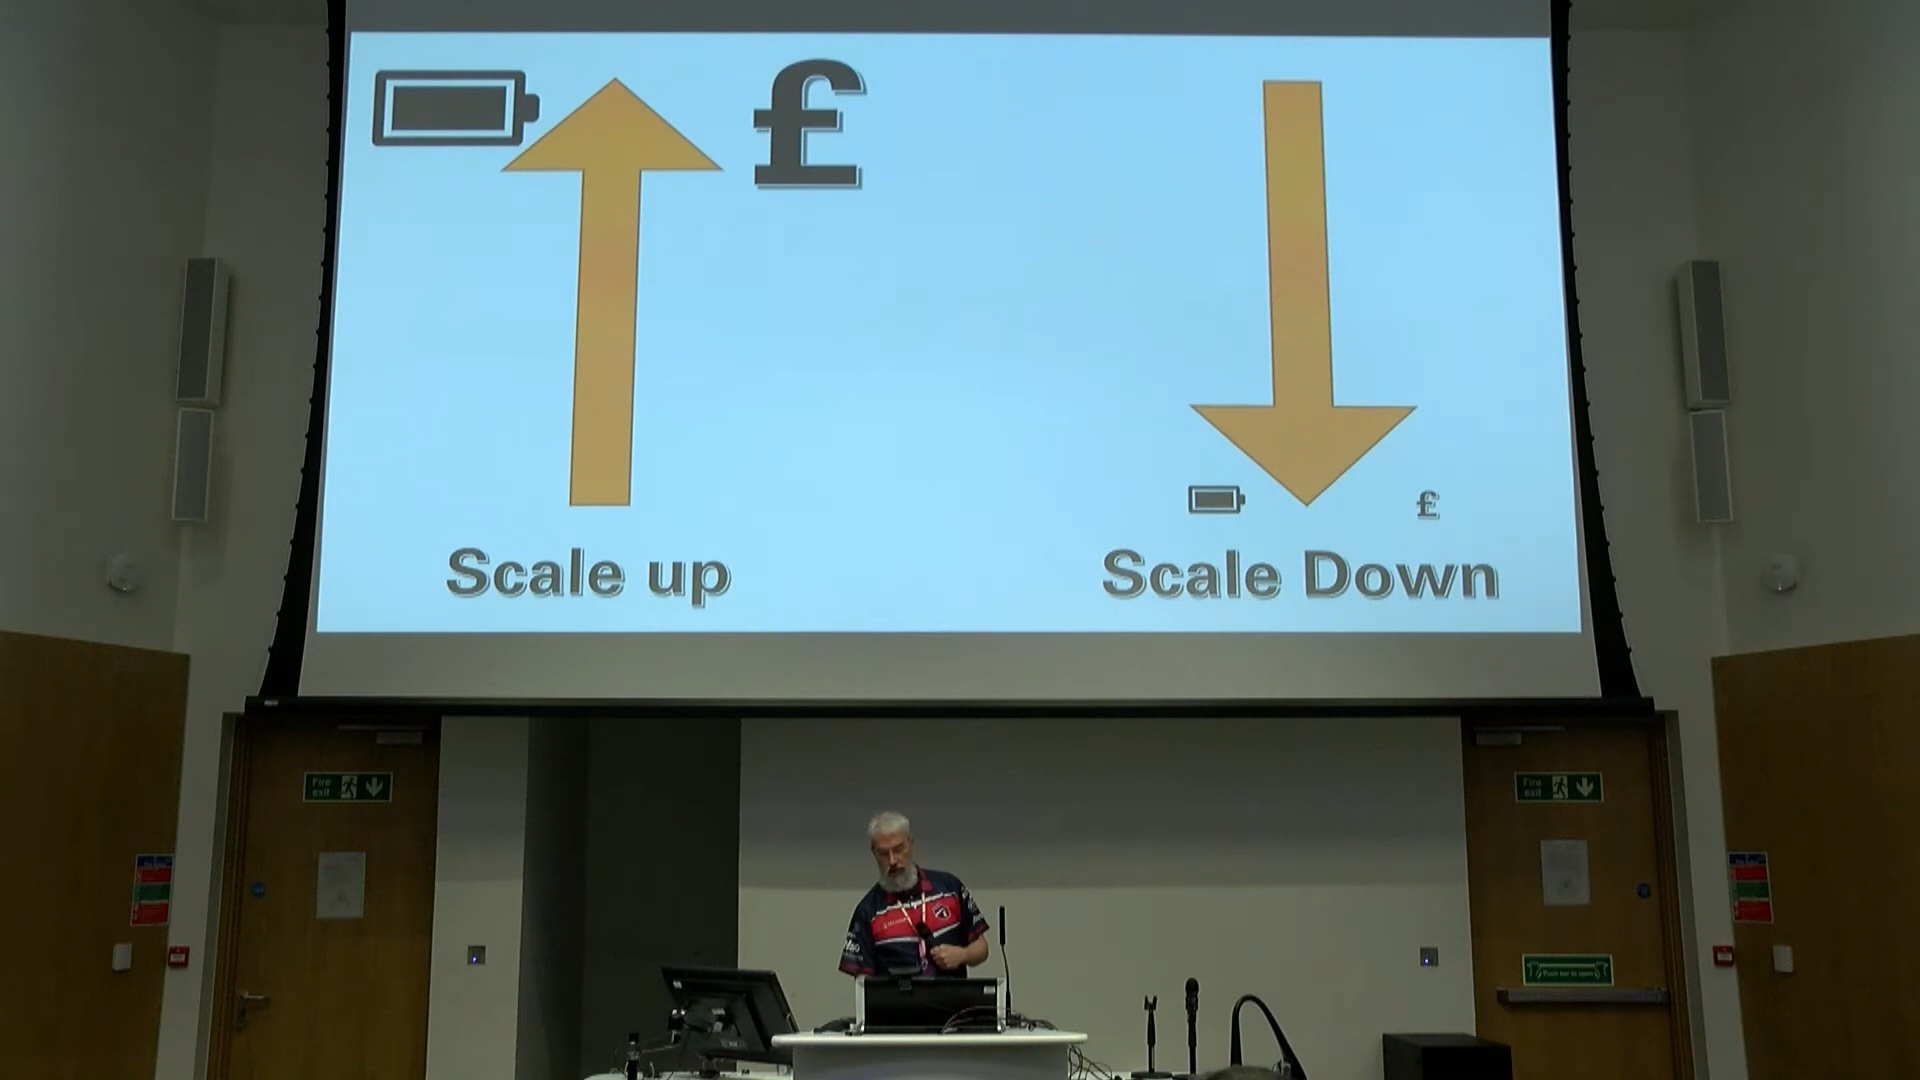 £
£
Scale up
Scale Down
Fire
exit
Fire
exit
Push bar to open